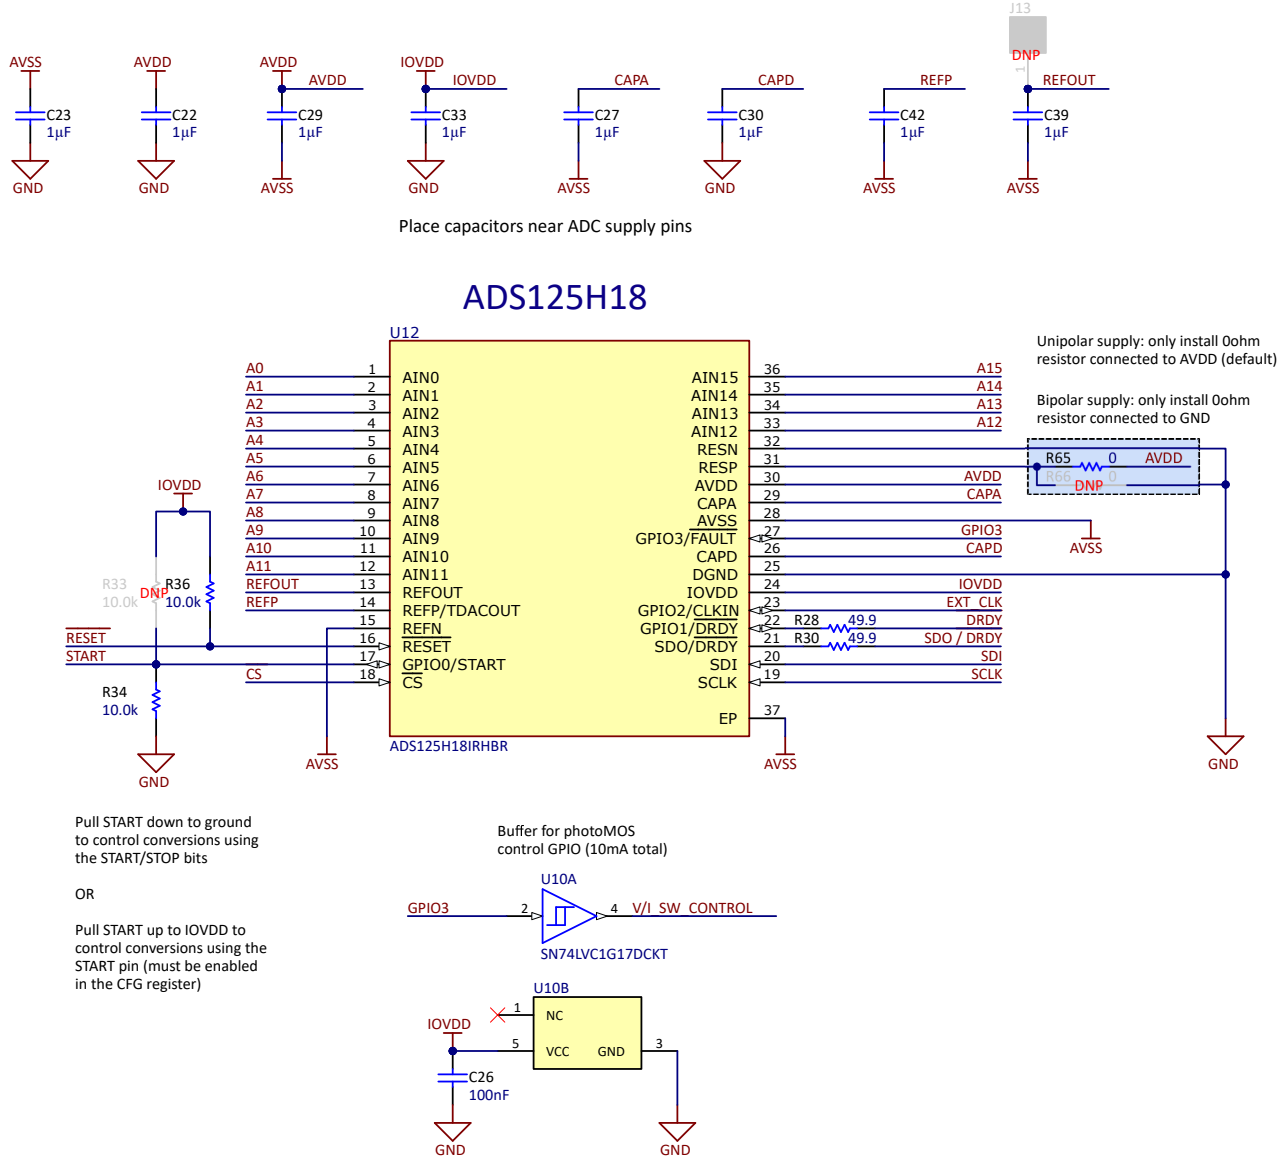 J13
DNP
1
AVSS
AVDD
AVDD
AVDD
IOVDD
IOVDD
CAPA
CAPD
REFP
REFOUT
C23
1µF
C22
1µF
C29
1µF
C33
1µF
C27
1µF
C30
1µF
C42
1µF
C39
1µF
GND
GND
AVSS
GND
AVSS
GND
AVSS
AVSS
Place capacitors near ADC supply pins
ADS125H18
U12
Unipolar supply: only install 0ohm
resistor connected to AVDD (default)
Bipolar supply: only install 0ohm
resistor connected to GND
A0 1 AIN0
A1 2 AIN1
A2 3 AIN2
A3 4 AIN3
A4 5 AIN4
A5 6 AIN5
A6 7 AIN6
A7 8 AIN7
A8 9 AIN8
A9 10 AIN9
A10 11 AIN10
A11 12 AIN11
REFOUT 13 REFOUT
REFP 14 REFP/TDACOUT
15 REFN
RESET 16 RESET
START 17 GPIO0/START
CS 18 CS
AIN15 36 A15
AIN14 35 A14
AIN13 34 A13
AIN12 33 A12
RESN 32
RESP 31
AVDD 30 AVDD
CAPA 29 CAPA
AVSS 28
GPIO3/FAULT 27 GPIO3
CAPD 26 CAPD
DGND 25
IOVDD 24 IOVDD
GPIO2/CLKIN 23 EXT_CLK
GPIO1/DRDY 22 R28 49.9 DRDY
SDO/DRDY 21 R30 49.9 SDO / DRDY
SDI 20 SDI
SCLK 19 SCLK
EP 37
R65 0 AVDD
R66 0
DNP
AVSS
IOVDD
R33
10.0k
DNP
R36
10.0k
R34
10.0k
GND
AVSS
ADS125H18IRHBR
AVSS
GND
Pull START down to ground
to control conversions using
the START/STOP bits
OR
Pull START up to IOVDD to
control conversions using the
START pin (must be enabled
in the CFG register)
Buffer for photoMOS
control GPIO (10mA total)
U10A
GPIO3 2 4 V/I_SW_CONTROL
SN74LVC1G17DCKT
U10B
1 NC
IOVDD
5 VCC GND 3
C26
100nF
GND
GND